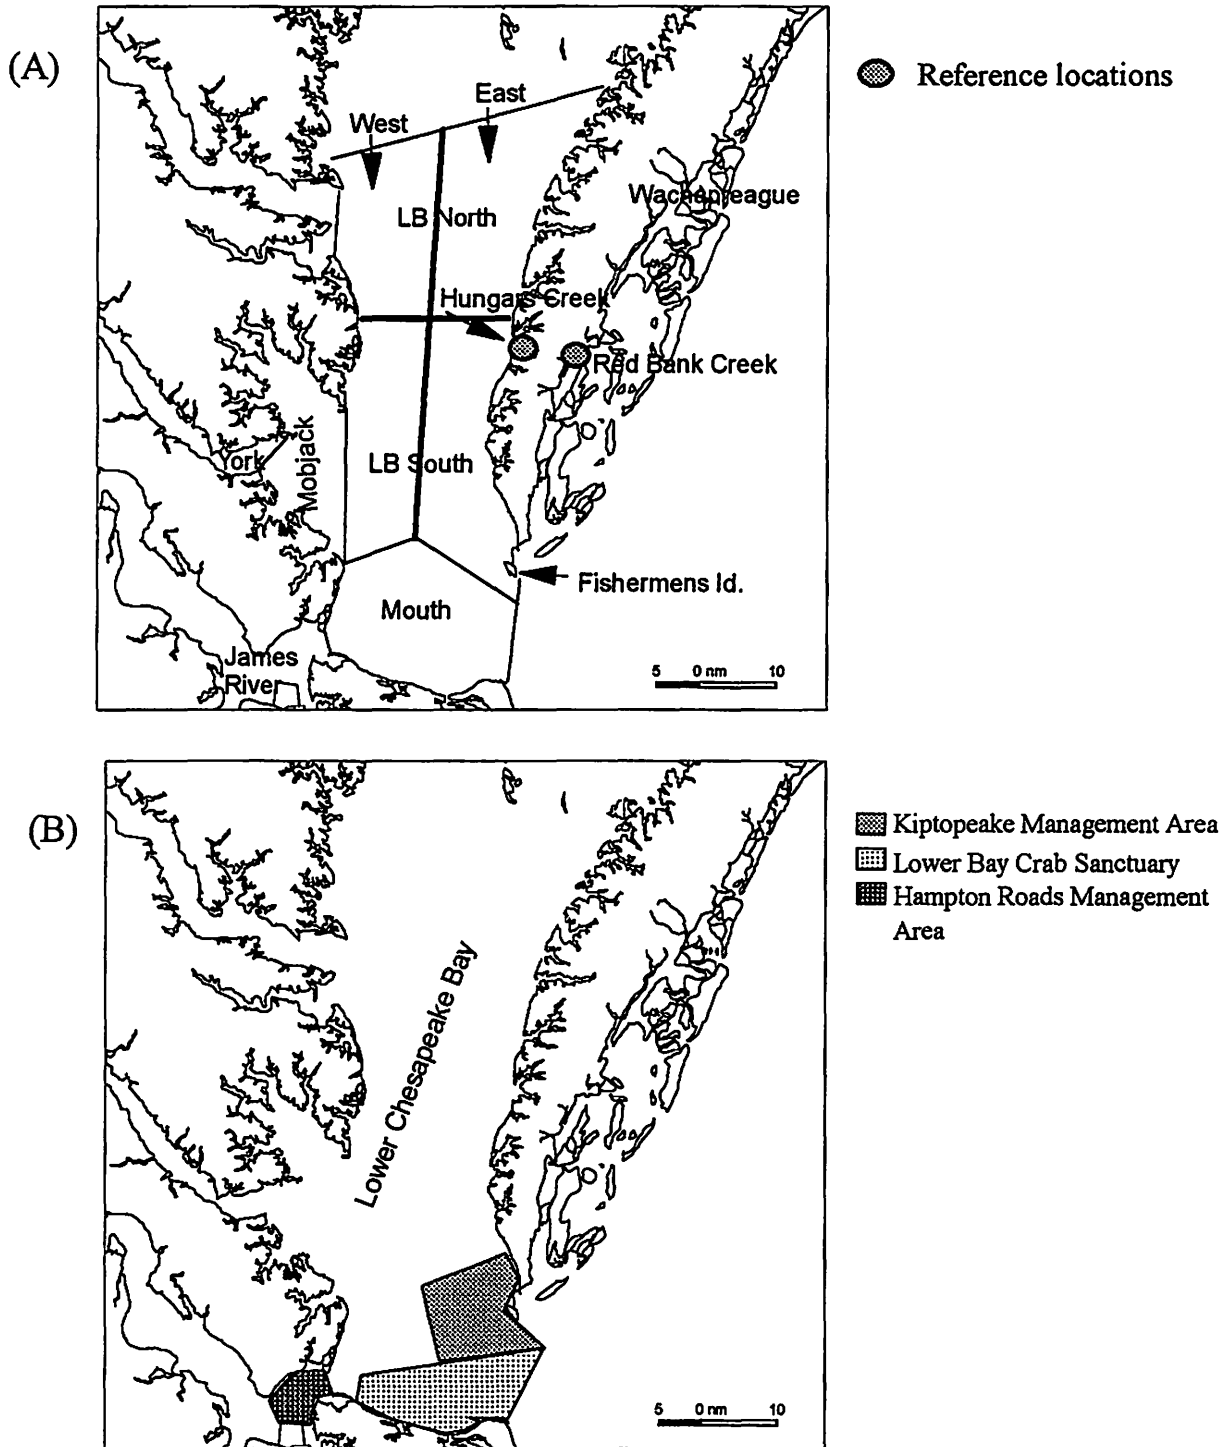 (A)
Reference locations
East
West
Wachapreague
LB North
Hungars Creek
Red Bank Creek
York
Mobjack
LB South
Fishermens Id.
Mouth
James
River
5 0 nm 10
(B)
Kiptopeake Management Area
Lower Bay Crab Sanctuary
Hampton Roads Management
Area
Lower Chesapeake Bay
5 0 nm 10